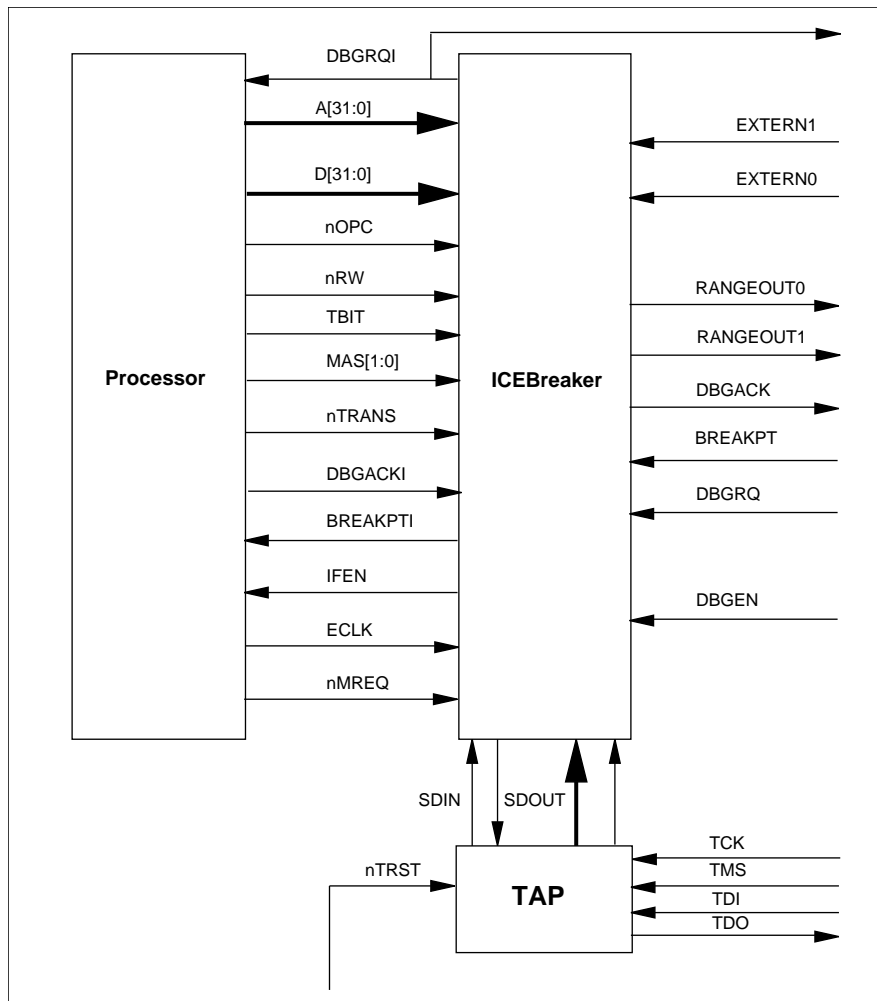 DBGRQI
A[31:0]
EXTERN1
D[31:0]
EXTERN0
nOPC
nRW
RANGEOUT0
TBIT
RANGEOUT1
MAS[1:0]
Processor
ICEBreaker
DBGACK
nTRANS
BREAKPT
DBGACKI
DBGRQ
BREAKPTI
IFEN
DBGEN
ECLK
nMREQ
SDIN
SDOUT
TCK
nTRST
TMS
TAP
TDI
TDO